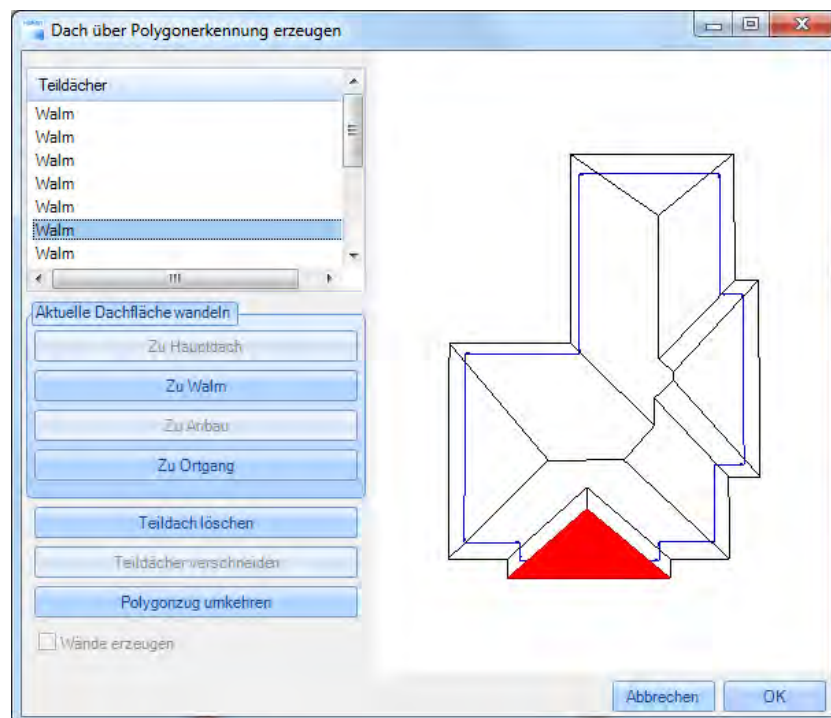 Dach über Polygonerkennung erzeugen
Teildächer
Walm
Walm
Walm
Walm
Walm
Walm
Walm
Aktuelle Dachfläche wandeln
Zu Hauptdach
Zu Walm
Zu Anbau
Zu Ortgang
Teildach löschen
Teildächer verschneiden
Polygonzug umkehren
Wände erzeugen
Abbrechen
OK